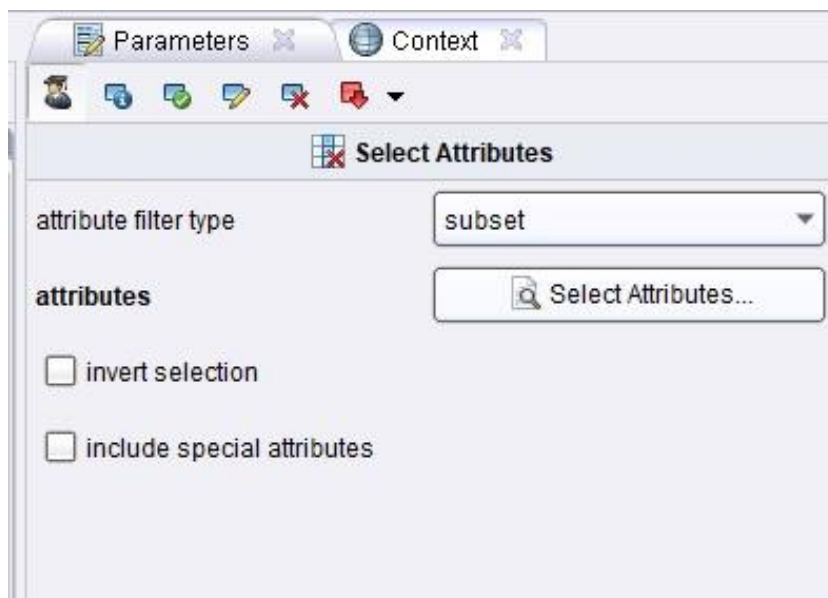 Parameters
Context
Select Attributes
attribute filter type
subset
attributes
Select Attributes...
invert selection
include special attributes